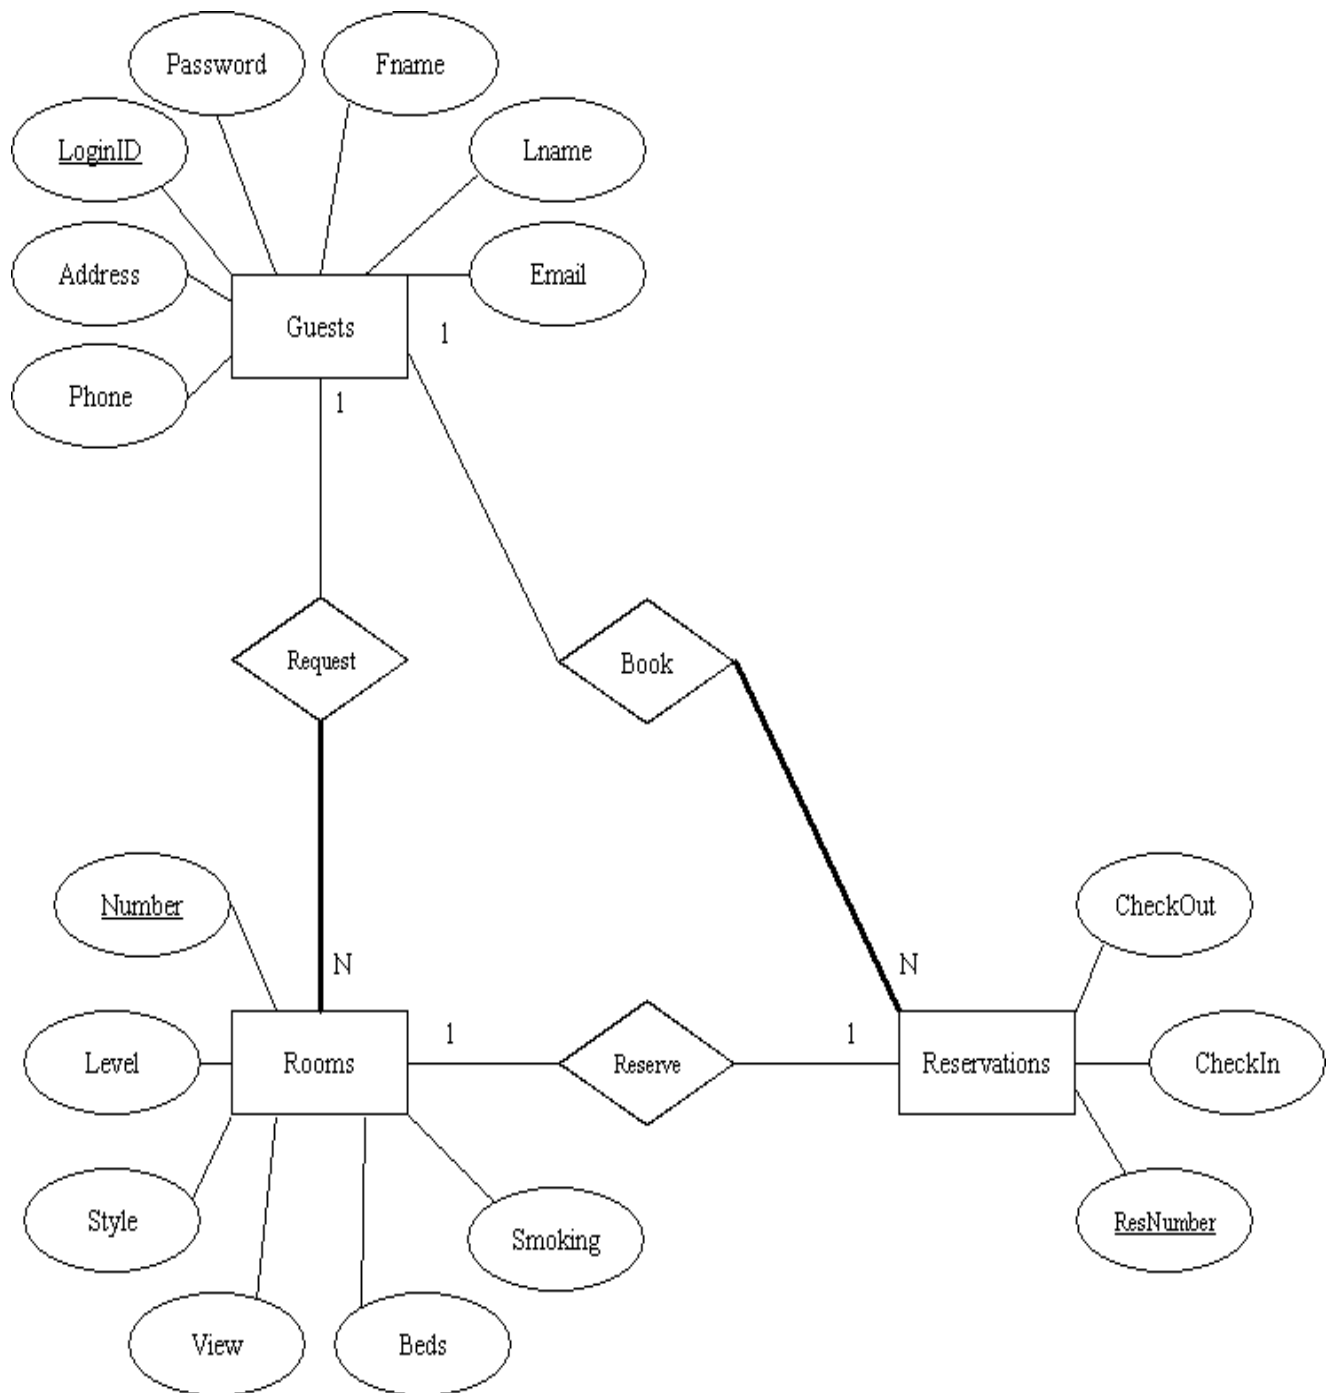 Password
Fname
LoginID
Lname
Address
Email
Guests
1
Phone
1
Request
Book
Number
CheckOut
N
N
Level
Rooms
1
Reserve
1
Reservations
CheckIn
Style
Smoking
ResNumber
View
Beds